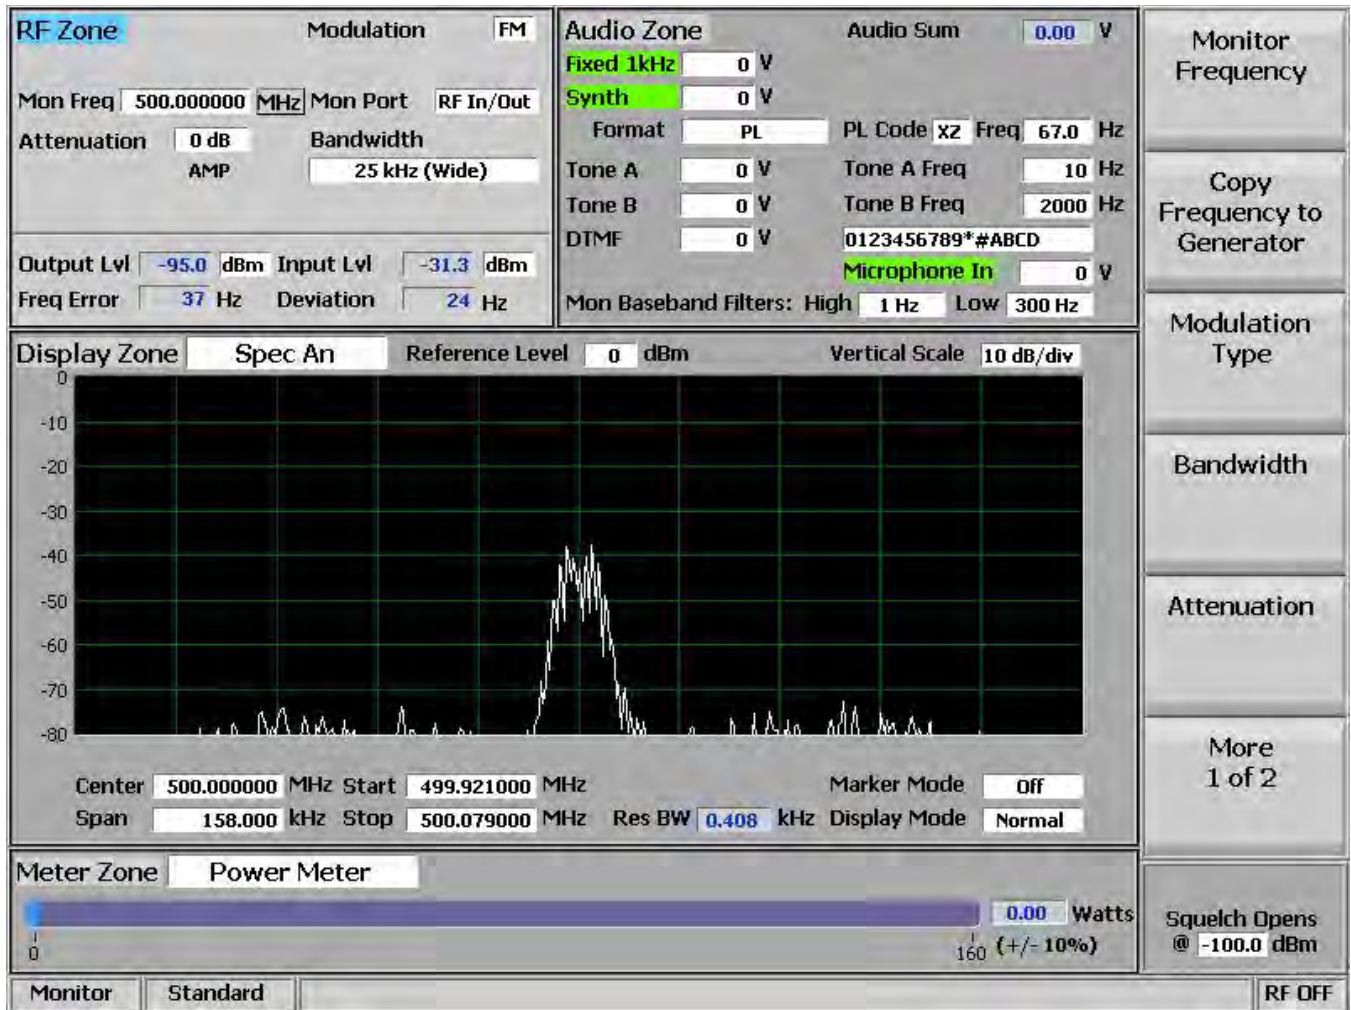 RF Zone Modulation FM
Mon Freq 500.000000 MHz Mon Port RF In/Out
Attenuation 0 dB Bandwidth
AMP 25 kHz (Wide)
Output Lvl -95.0 dBm Input Lvl -31.3 dBm
Freq Error 37 Hz Deviation 24 Hz
Audio Zone Audio Sum 0.00 V
Fixed 1kHz 0 V
Synth 0 V
Format PL PL Code XZ Freq 67.0 Hz
Tone A 0 V Tone A Freq 10 Hz
Tone B 0 V Tone B Freq 2000 Hz
DTMF 0 V 0123456789*#ABCD
Microphone In 0 V
Mon Baseband Filters: High 1 Hz Low 300 Hz
Display Zone Spec An Reference Level 0 dBm Vertical Scale 10 dB/div
0
-10
-20
-30
-40
-50
-60
-70
-80
Center 500.000000 MHz Start 499.921000 MHz Marker Mode Off
Span 158.000 kHz Stop 500.079000 MHz Res BW 0.408 kHz Display Mode Normal
Meter Zone Power Meter
0.00 Watts
0 160 (+/- 10%)
Monitor
Frequency
Copy
Frequency to
Generator
Modulation
Type
Bandwidth
Attenuation
More
1 of 2
Squelch Opens
@ -100.0 dBm
Monitor Standard RF OFF